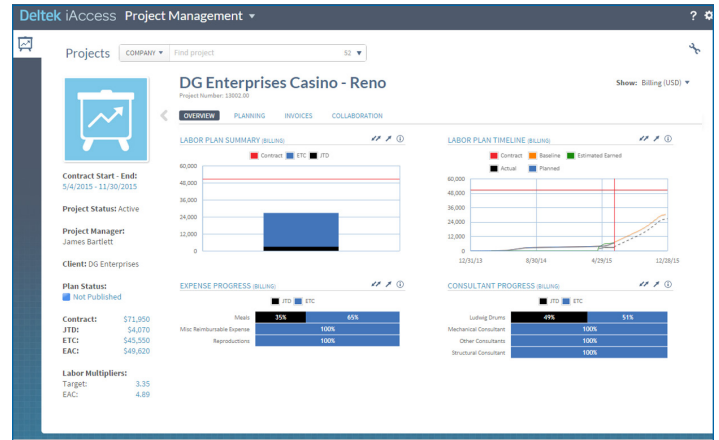 Deltek iAccess Project Management
?
Projects COMPANY Find project 52
DG Enterprises Casino - Reno
Project Number: 13002.00
Show: Billing (USD)
OVERVIEW PLANNING INVOICES COLLABORATION
Contract Start - End:
5/4/2015 - 11/30/2015
Project Status: Active
Project Manager:
James Bartlett
Client: DG Enterprises
Plan Status:
Not Published
Contract: $71,950
JTD: $4,070
ETC: $45,550
EAC: $49,620
Labor Multipliers:
Target: 3.35
EAC: 4.89
LABOR PLAN SUMMARY (BILLING)
Contract ETC JTD
60,000
48,000
36,000
24,000
12,000
0
LABOR PLAN TIMELINE (BILLING)
Contract Baseline Estimated Earned
Actual Planned
60,000
48,000
36,000
24,000
12,000
0
12/31/13 8/30/14 4/29/15 12/28/15
EXPENSE PROGRESS (BILLING)
JTD ETC
Meals 35% 65%
Misc Reimbursable Expense 100%
Reproductions 100%
CONSULTANT PROGRESS (BILLING)
JTD ETC
Ludwig Drums 49% 51%
Mechanical Consultant 100%
Other Consultants 100%
Structural Consultant 100%